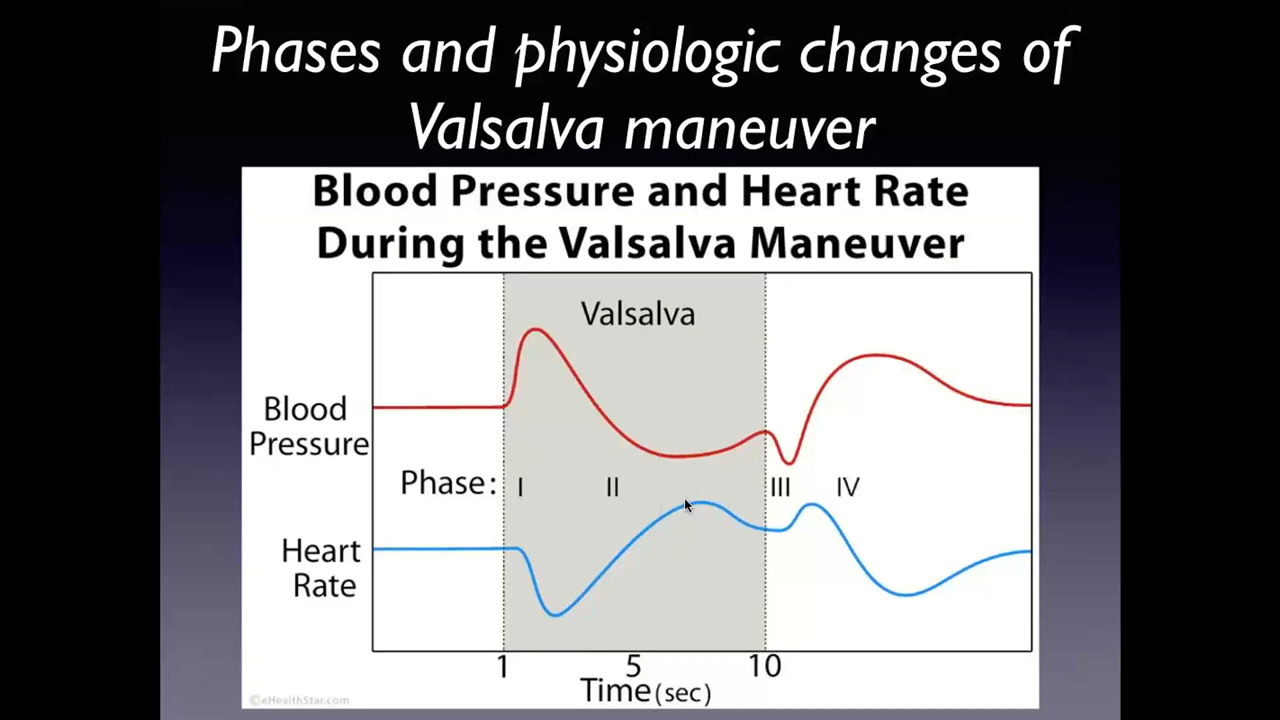 Phases and physiologic changes of
Valsalva maneuver
Blood Pressure and Heart Rate
During the Valsalva Maneuver
Valsalva
Blood
Pressure
Phase: I II III IV
Heart
Rate
1 5 10
Time (sec)
©eHealthStar.com